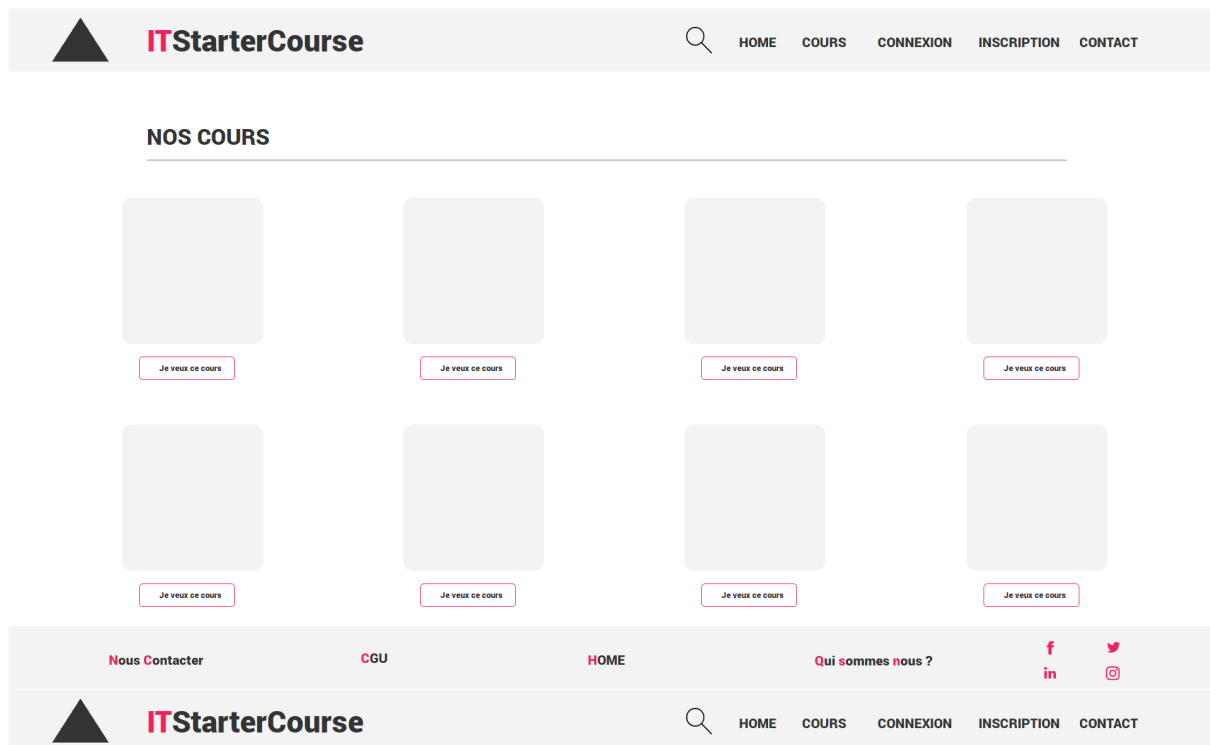 ITStarterCourse HOME COURS CONNEXION INSCRIPTION CONTACT
NOS COURS
Je veux ce cours Je veux ce cours Je veux ce cours Je veux ce cours
Je veux ce cours Je veux ce cours Je veux ce cours Je veux ce cours
Nous Contacter CGU HOME Qui sommes nous ?
ITStarterCourse HOME COURS CONNEXION INSCRIPTION CONTACT